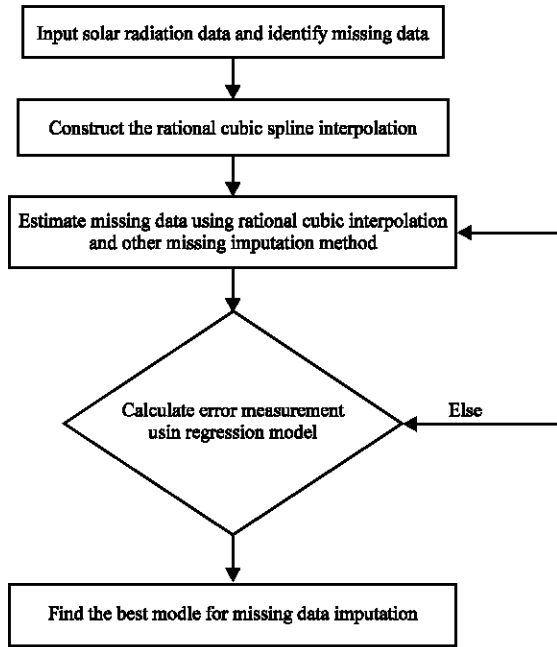 Input solar radiation data and identify missing data
Construct the rational cubic spline interpolation
Estimate missing data using rational cubic interpolation
and other missing imputation method
Calculate error measurement
usin regression model
Else
Find the best modle for missing data imputation